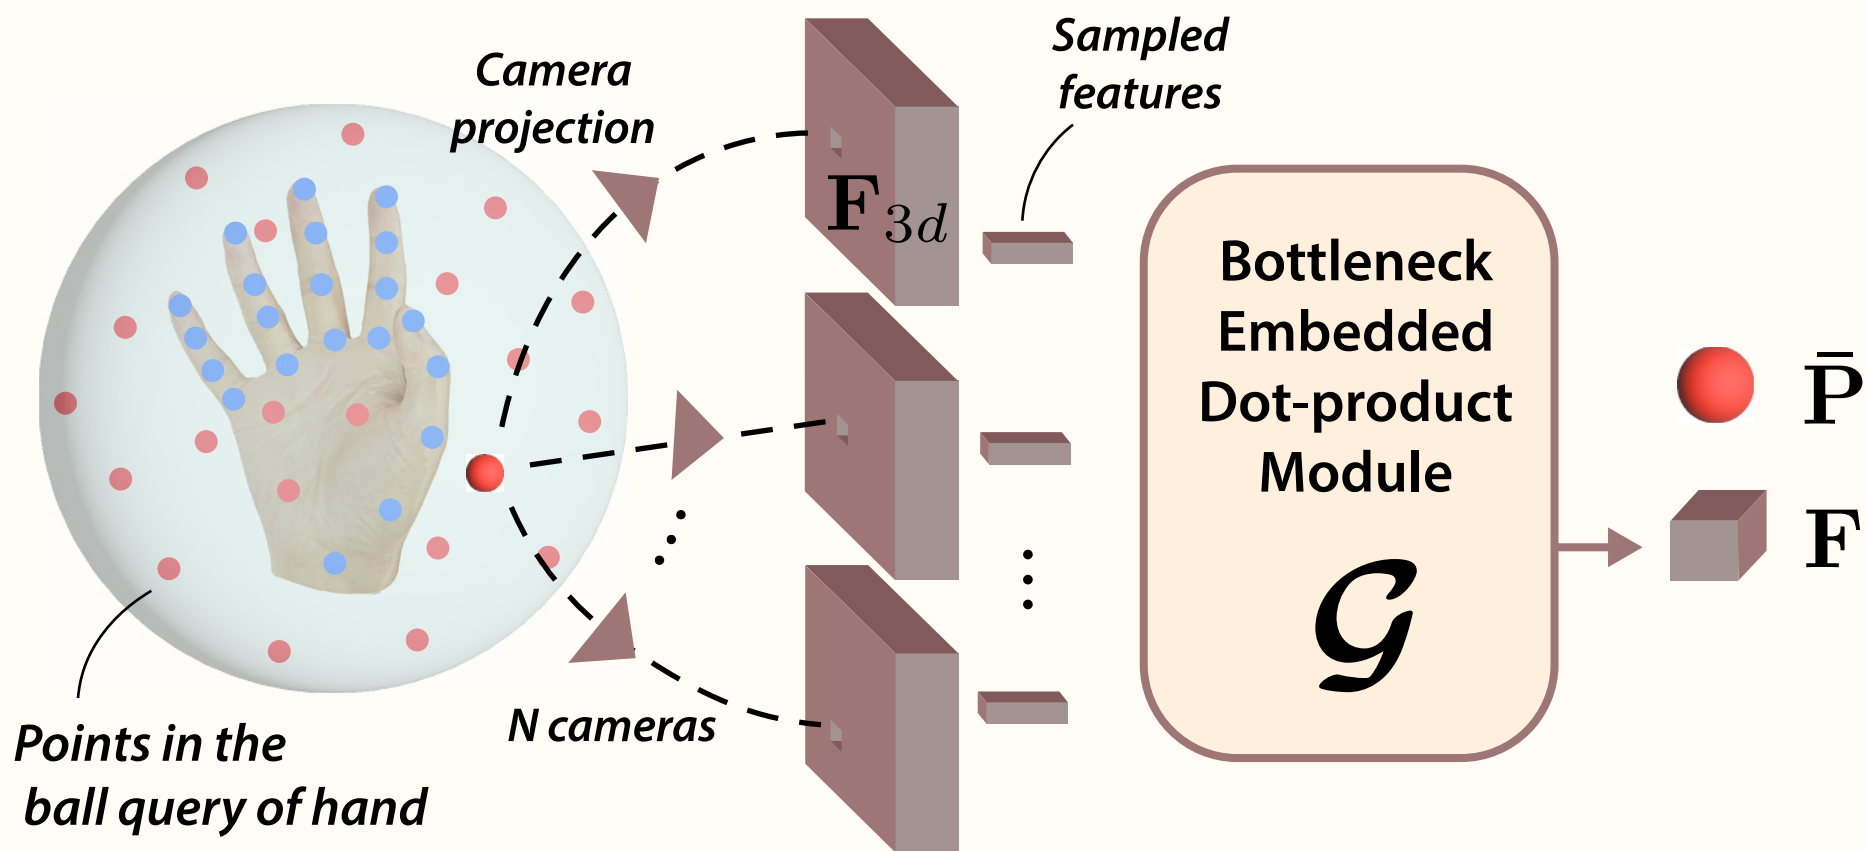 Camera
projection
Sampled
features
F3d
Bottleneck
Embedded
Dot-product
Module
𝓖
P̄
F
N cameras
Points in the
ball query of hand